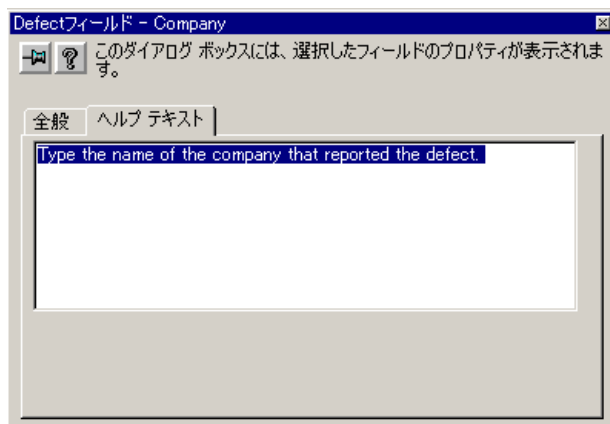 Defectフィールド - Company
このダイアログ ボックスには、選択したフィールドのプロパティが表示されま
す。
全般 ヘルプ テキスト
Type the name of the company that reported the defect.